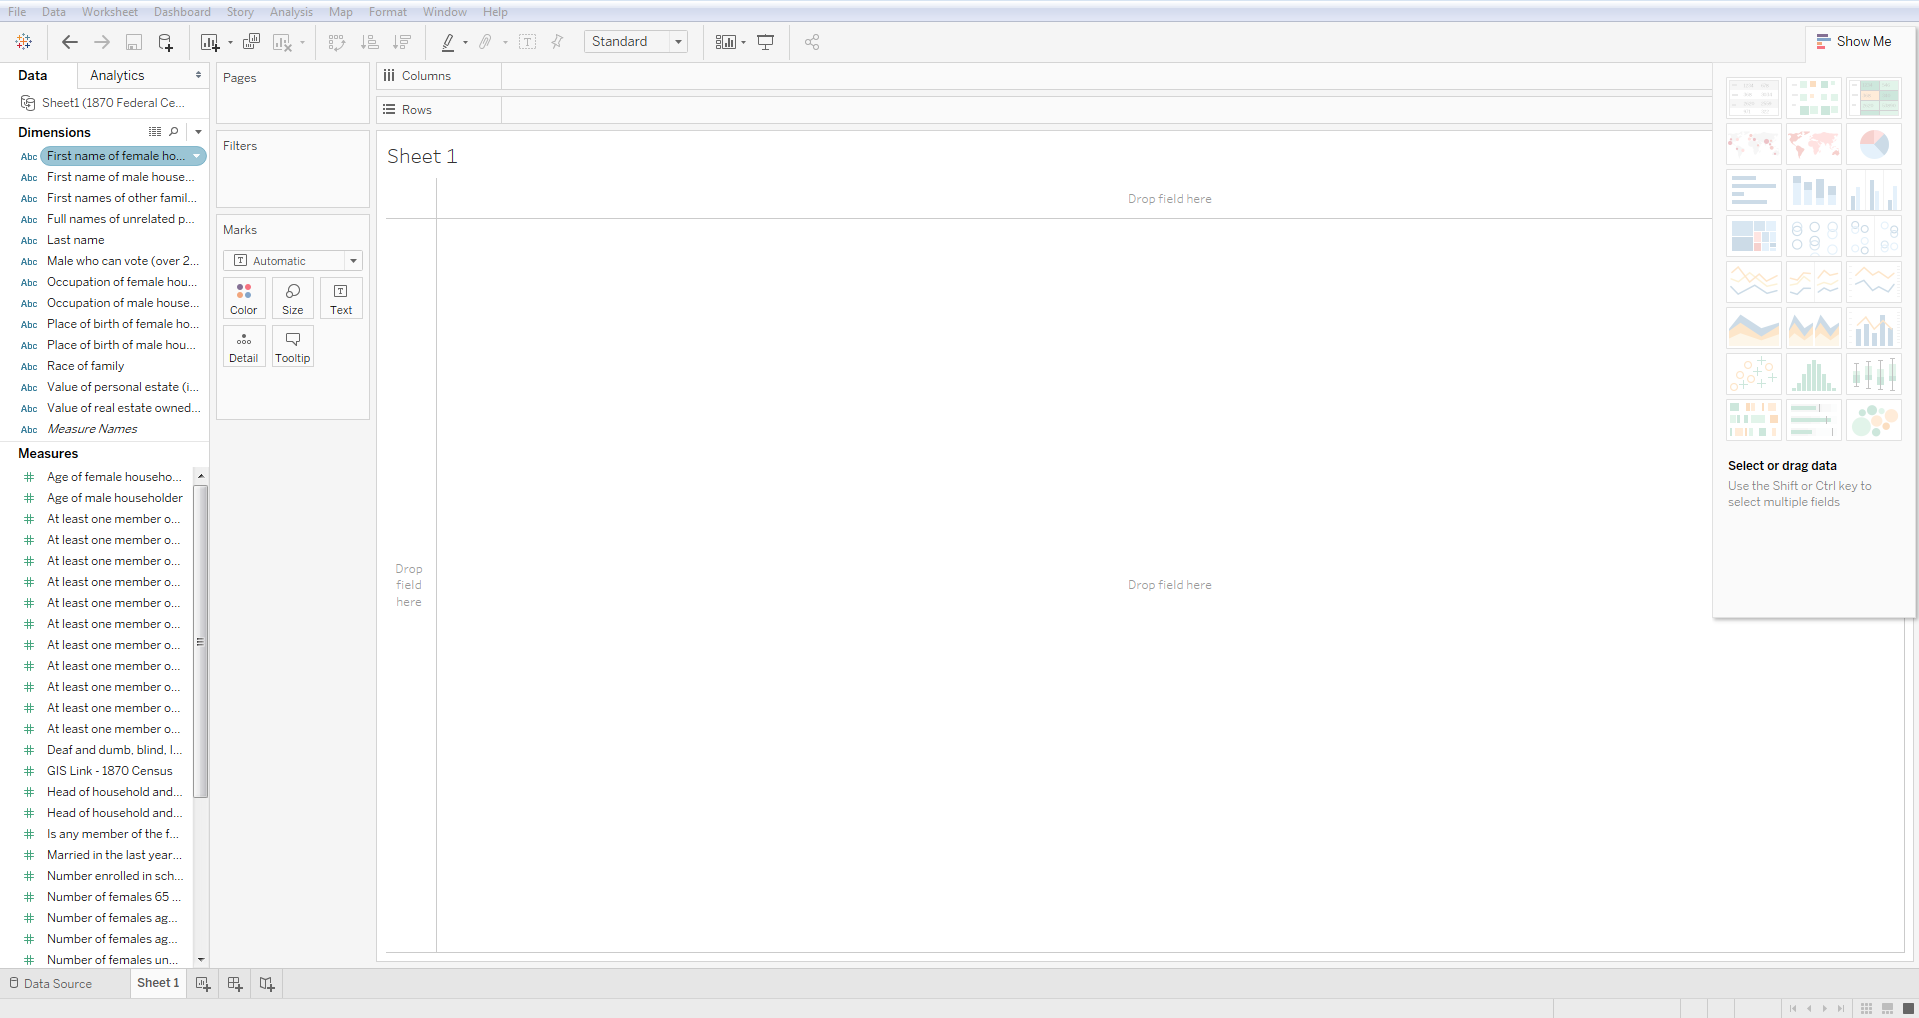 File Data Worksheet Dashboard Story Analysis Map Format Window Help
Standard
Show Me
Data Analytics
Sheet1 (1870 Federal Ce...
Dimensions
Abc First name of female ho...
Abc First name of male house...
Abc First names of other famil...
Abc Full names of unrelated p...
Abc Last name
Abc Male who can vote (over 2...
Abc Occupation of female hou...
Abc Occupation of male house...
Abc Place of birth of female ho...
Abc Place of birth of male hou...
Abc Race of family
Abc Value of personal estate (i...
Abc Value of real estate owned...
Abc Measure Names
Measures
Age of female househo...
Age of male householder
At least one member o...
At least one member o...
At least one member o...
At least one member o...
At least one member o...
At least one member o...
At least one member o...
At least one member o...
At least one member o...
At least one member o...
At least one member o...
Deaf and dumb, blind, I...
GIS Link - 1870 Census
Head of household and...
Head of household and...
Is any member of the f...
Married in the last year...
Number enrolled in sch...
Number of females 65 ...
Number of females ag...
Number of females ag...
Number of females un...
Pages
Filters
Marks
Automatic
Color Size Text
Detail Tooltip
Columns
Rows
Sheet 1
Drop field here
Drop
field
here
Drop field here
Select or drag data
Use the Shift or Ctrl key to
select multiple fields
Data Source Sheet 1